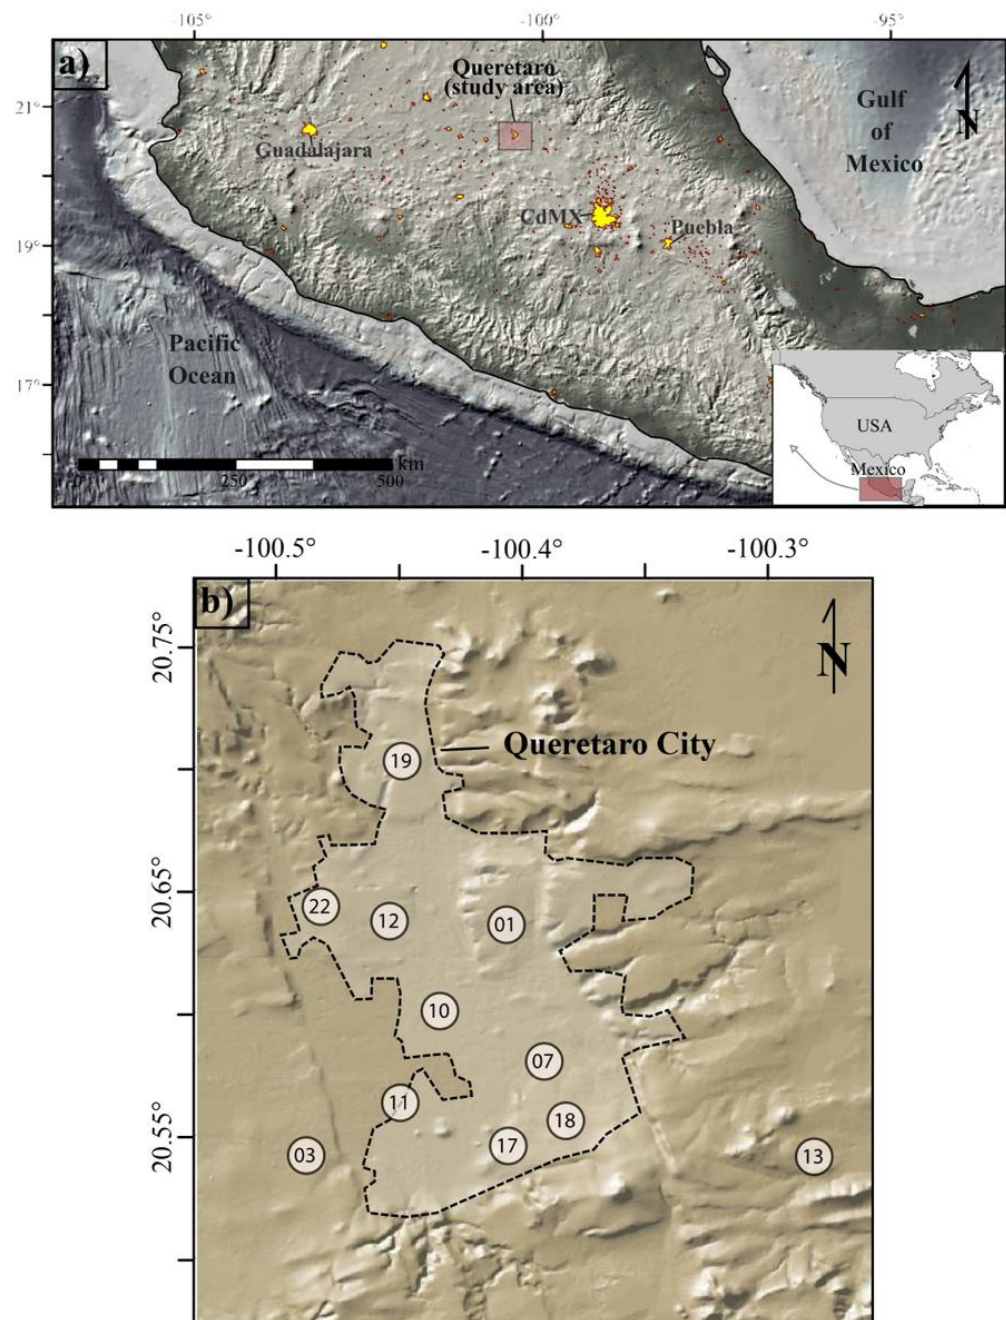 -105° -100° -95°
a)
Queretaro
(study area)
Gulf
of
Mexico
N
21°
Guadalajara
CdMX
Puebla
19°
Pacific
Ocean
17°
USA
Mexico
km
0 250 500
-100.5° -100.4° -100.3°
b)
N
20.75°
Queretaro City
19
20.65°
22
12
01
10
07
11
18
20.55°
17
03
13